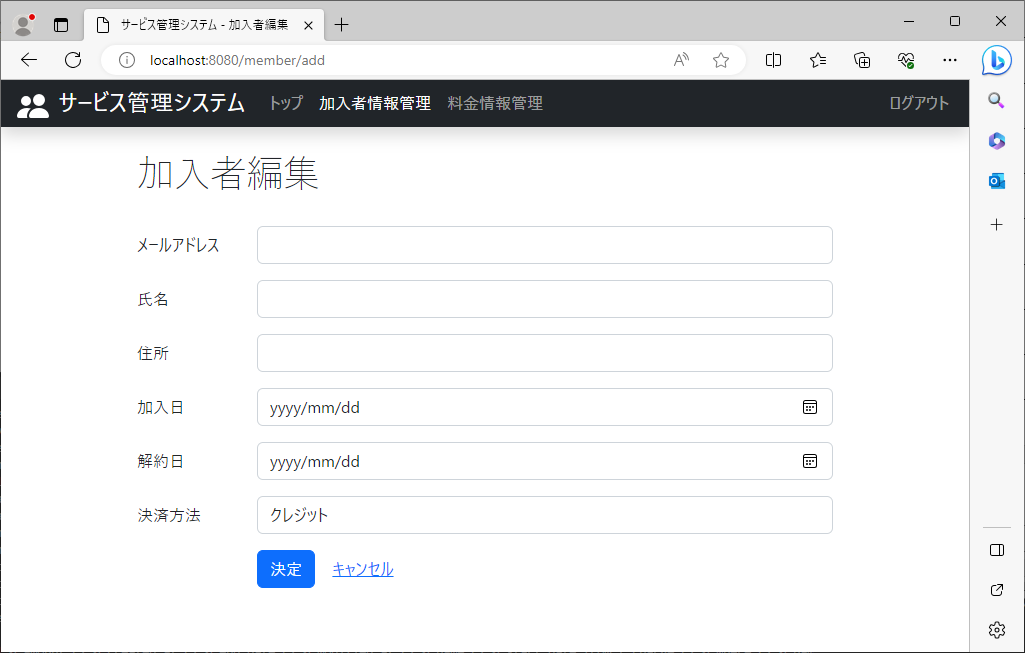 サービス管理システム - 加入者編集
localhost:8080/member/add
サービス管理システム トップ 加入者情報管理 料金情報管理 ログアウト
加入者編集
メールアドレス
氏名
住所
加入日 yyyy/mm/dd
解約日 yyyy/mm/dd
決済方法 クレジット
決定 キャンセル